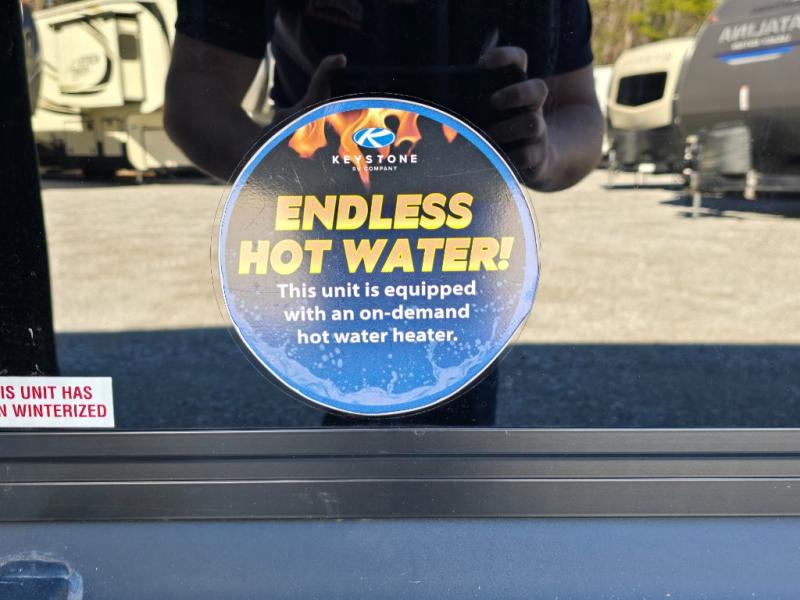 KEYSTONE
RV COMPANY
ENDLESS
HOT WATER!
This unit is equipped
with an on-demand
hot water heater.
IS UNIT HAS
N WINTERIZED
CATALINA